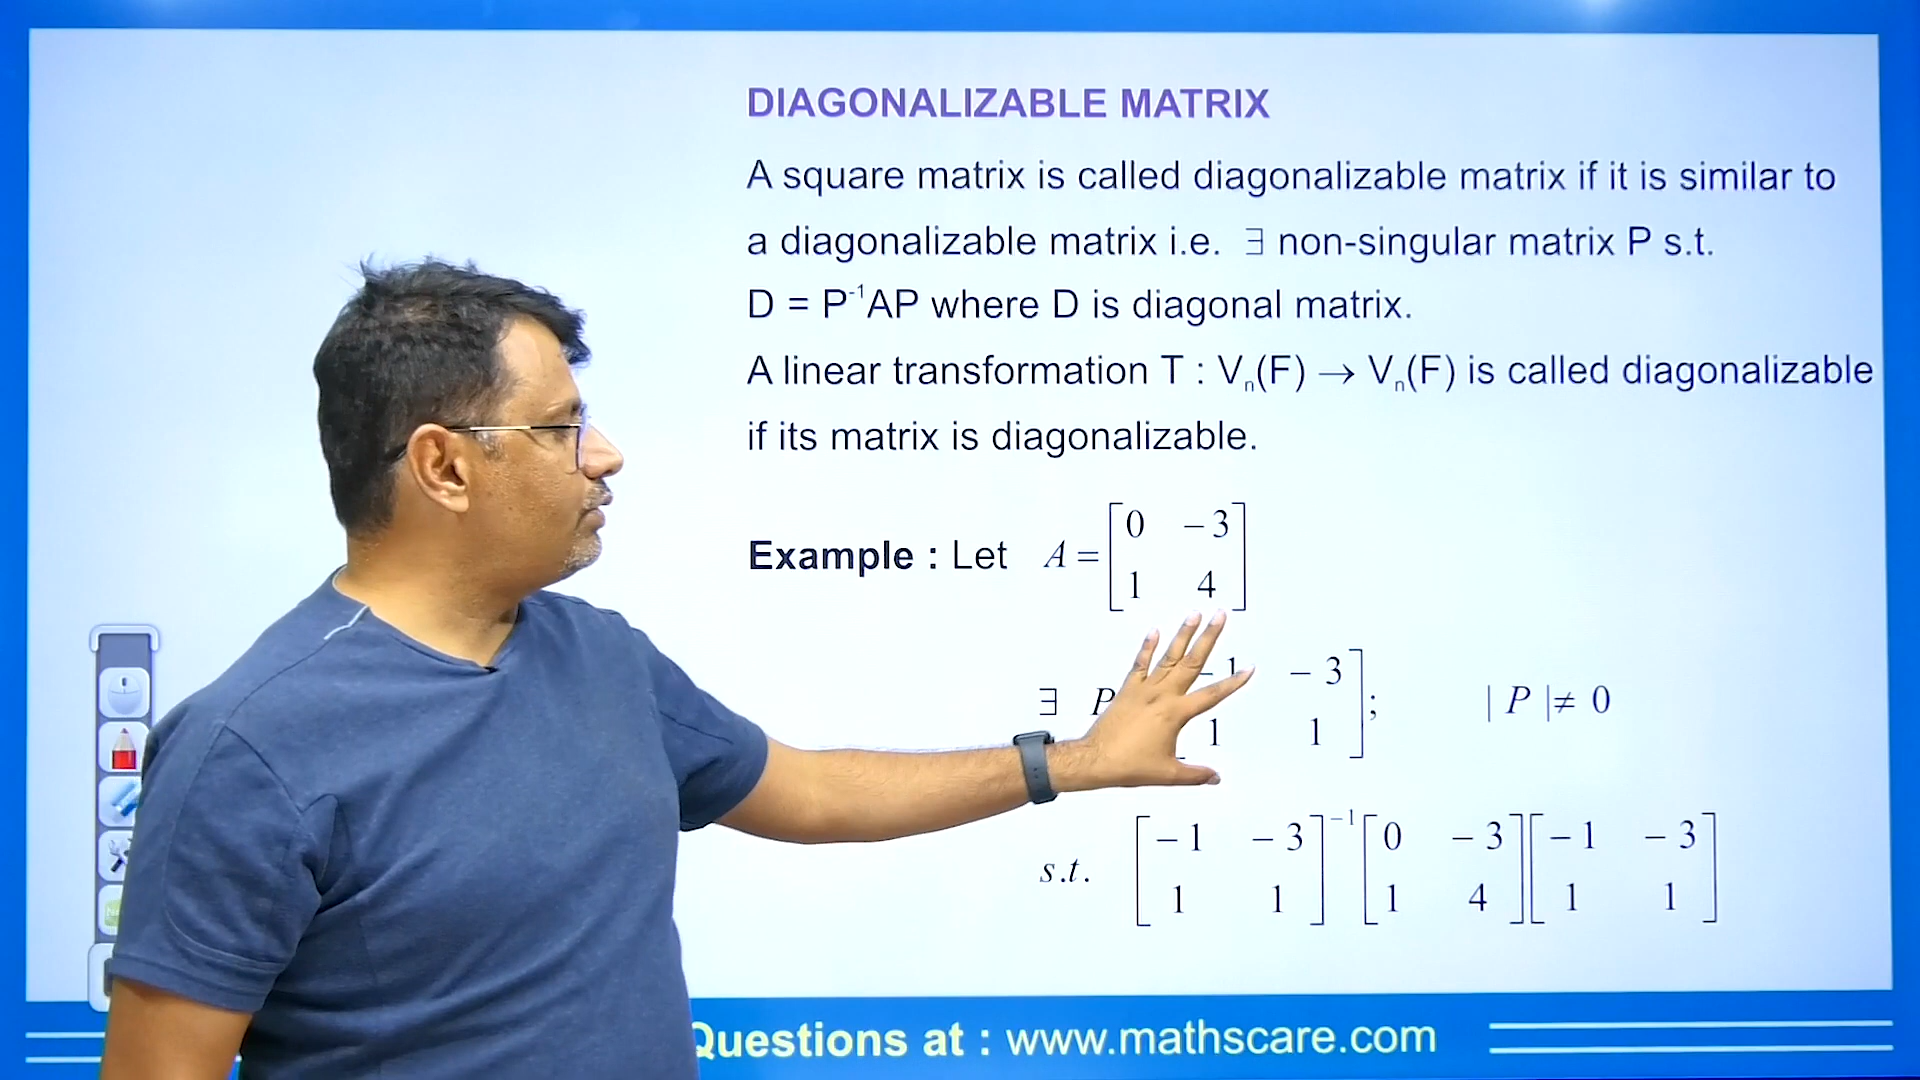 DIAGONALIZABLE MATRIX
A square matrix is called diagonalizable matrix if it is similar to
a diagonalizable matrix i.e. ∃ non-singular matrix P s.t.
D = P⁻¹AP where D is diagonal matrix.
A linear transformation T : Vₙ(F) → Vₙ(F) is called diagonalizable
if its matrix is diagonalizable.
Example : Let A = [0 −3
1 4]
∃ P −1 −3] ; | P | ≠ 0
1 1
s.t. [−1 −3]⁻¹ [0 −3] [−1 −3]
[1 1] [1 4] [1 1]
Questions at : www.mathscare.com